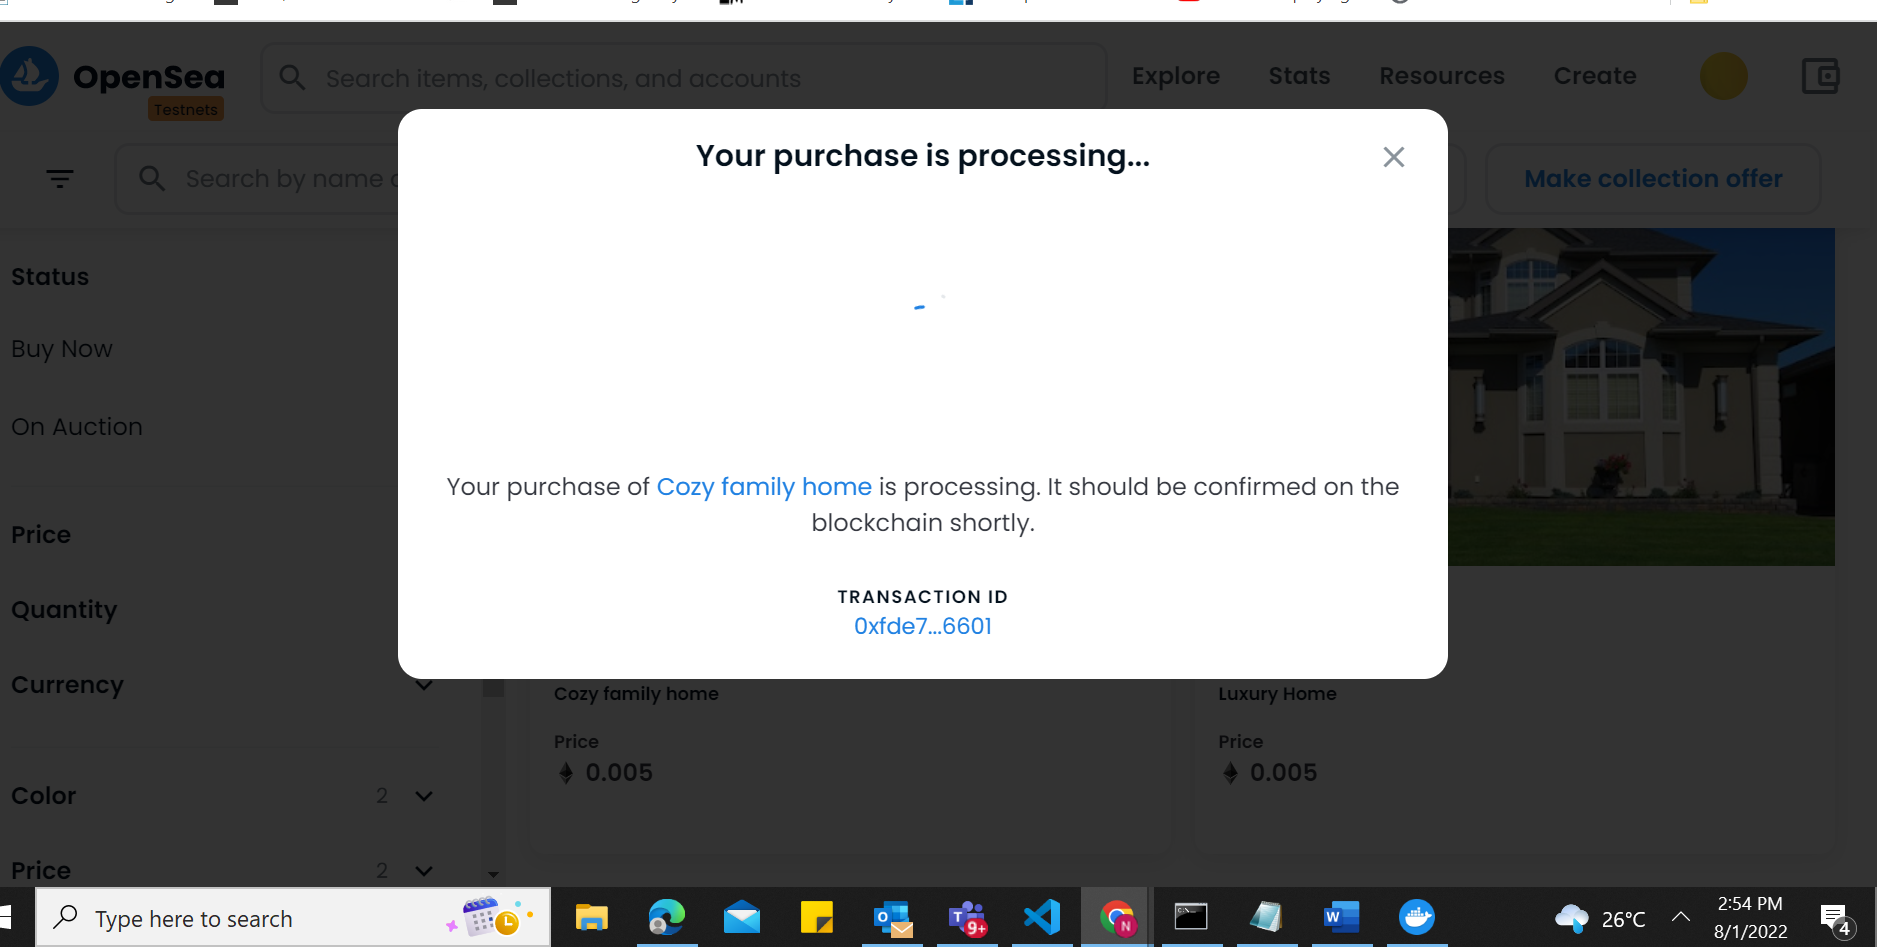 OpenSea
Testnets
Search items, collections, and accounts
Explore
Stats
Resources
Create
Search by name
Make collection offer
Your purchase is processing...
Status
Buy Now
On Auction
Price
Quantity
Currency
Color 2
Price 2
Your purchase of Cozy family home is processing. It should be confirmed on the
blockchain shortly.
TRANSACTION ID
0xfde7...6601
Cozy family home
Price
0.005
Luxury Home
Price
0.005
Type here to search
9+
N
26°C
2:54 PM
8/1/2022
4